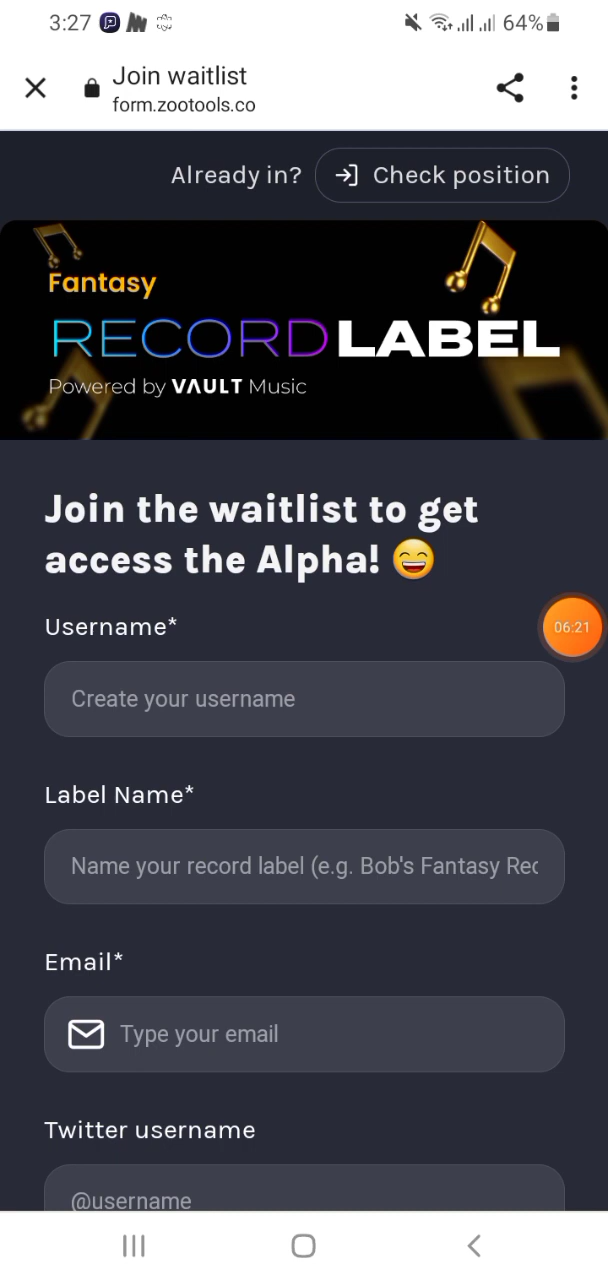 3:27
64%
Join waitlist
form.zootools.co
Already in?
Check position
Fantasy
RECORD LABEL
Powered by VAULT Music
Join the waitlist to get
access the Alpha! 😄
Username*
06:21
Create your username
Label Name*
Name your record label (e.g. Bob's Fantasy Rec
Email*
Type your email
Twitter username
@username